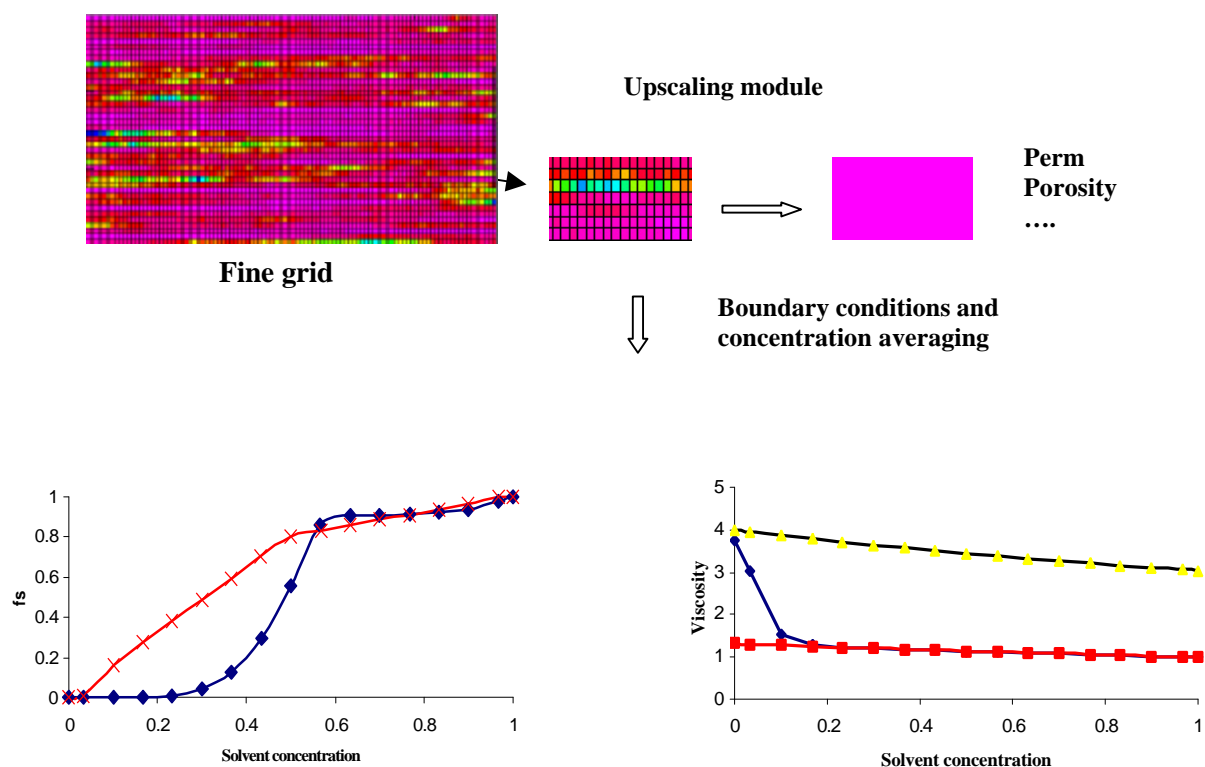 Upscaling module
Perm
Porosity
....
Fine grid
Boundary conditions and
concentration averaging
fs
1
0.8
0.6
0.4
0.2
0
0 0.2 0.4 0.6 0.8 1
Solvent concentration
Viscosity
5
4
3
2
1
0
0 0.2 0.4 0.6 0.8 1
Solvent concentration